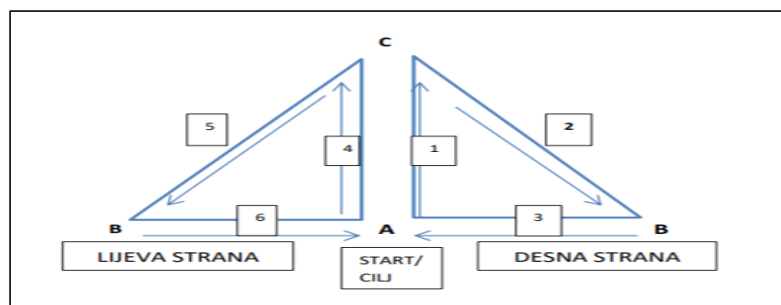 C
5
4
1
2
B
6
A
3
B
LIJEVA STRANA
START/
CILJ
DESNA STRANA